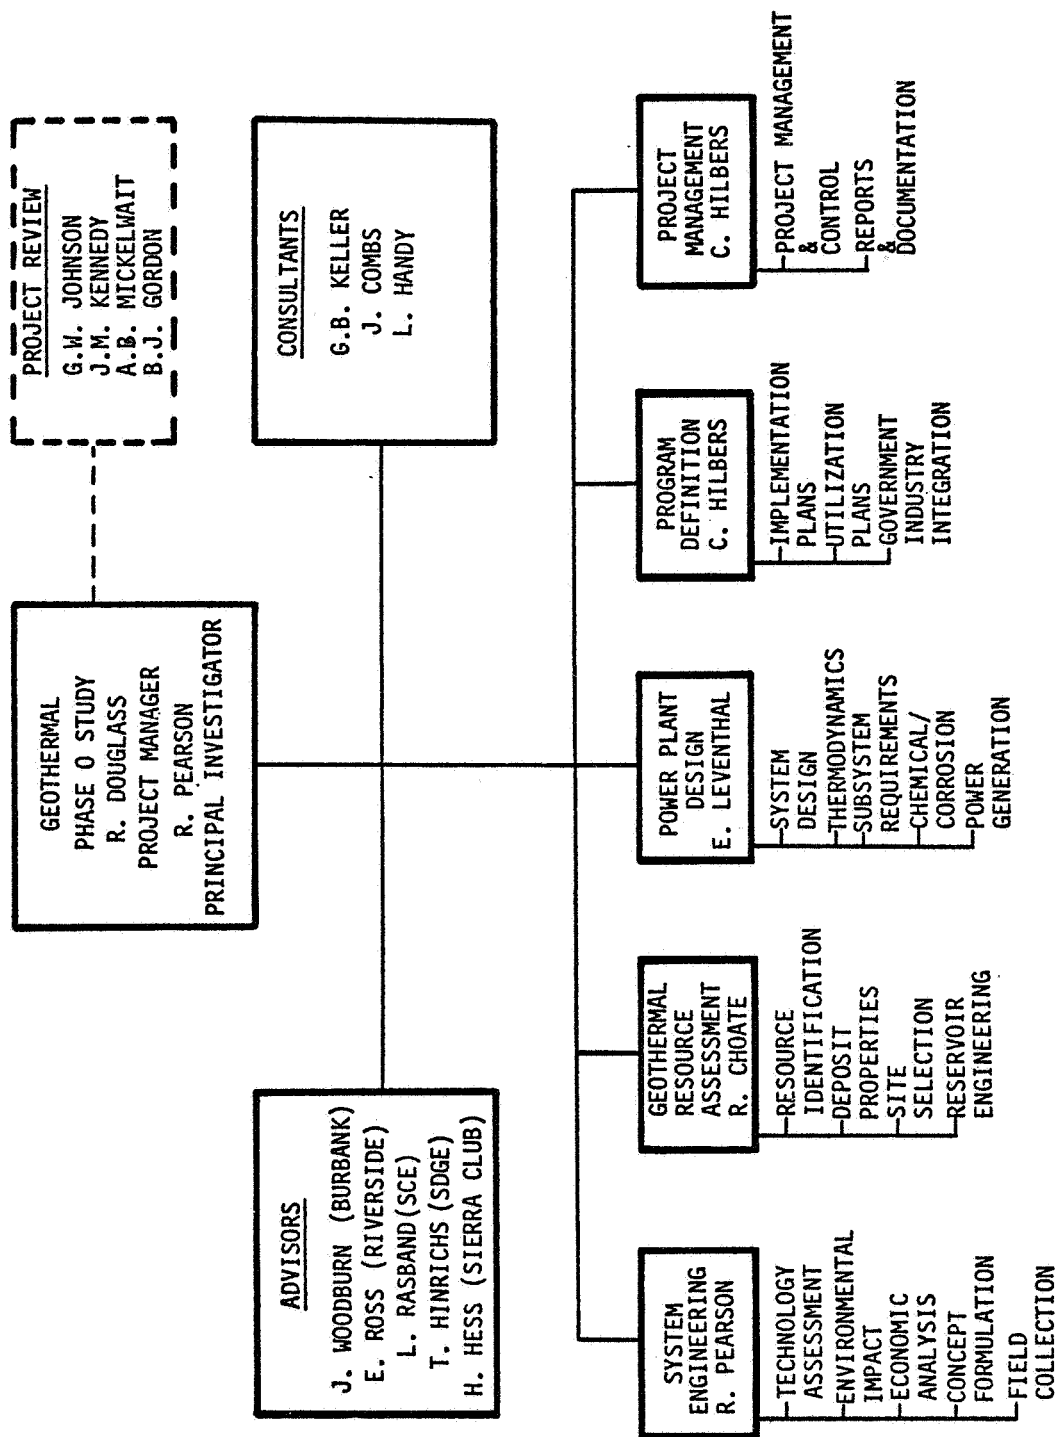 GEOTHERMAL
PHASE O STUDY
R. DOUGLASS
PROJECT MANAGER
R. PEARSON
PRINCIPAL INVESTIGATOR
PROJECT REVIEW
G.W. JOHNSON
J.M. KENNEDY
A.B. MICKELWAIT
B.J. GORDON
ADVISORS
J. WOODBURN (BURBANK)
E. ROSS (RIVERSIDE)
L. RASBAND(SCE)
T. HINRICHS (SDGE)
H. HESS (SIERRA CLUB)
CONSULTANTS
G.B. KELLER
J. COMBS
L. HANDY
SYSTEM
ENGINEERING
R. PEARSON
TECHNOLOGY
ASSESSMENT
ENVIRONMENTAL
IMPACT
ECONOMIC
ANALYSIS
CONCEPT
FORMULATION
FIELD
COLLECTION
GEOTHERMAL
RESOURCE
ASSESSMENT
R. CHOATE
RESOURCE
IDENTIFICATION
DEPOSIT
PROPERTIES
SITE
SELECTION
RESERVOIR
ENGINEERING
POWER PLANT
DESIGN
E. LEVENTHAL
SYSTEM
DESIGN
THERMODYNAMICS
SUBSYSTEM
REQUIREMENTS
CHEMICAL/
CORROSION
POWER
GENERATION
PROGRAM
DEFINITION
C. HILBERS
IMPLEMENTATION
PLANS
UTILIZATION
PLANS
GOVERNMENT
INDUSTRY
INTEGRATION
PROJECT
MANAGEMENT
C. HILBERS
PROJECT MANAGEMENT
&
CONTROL
REPORTS
&
DOCUMENTATION